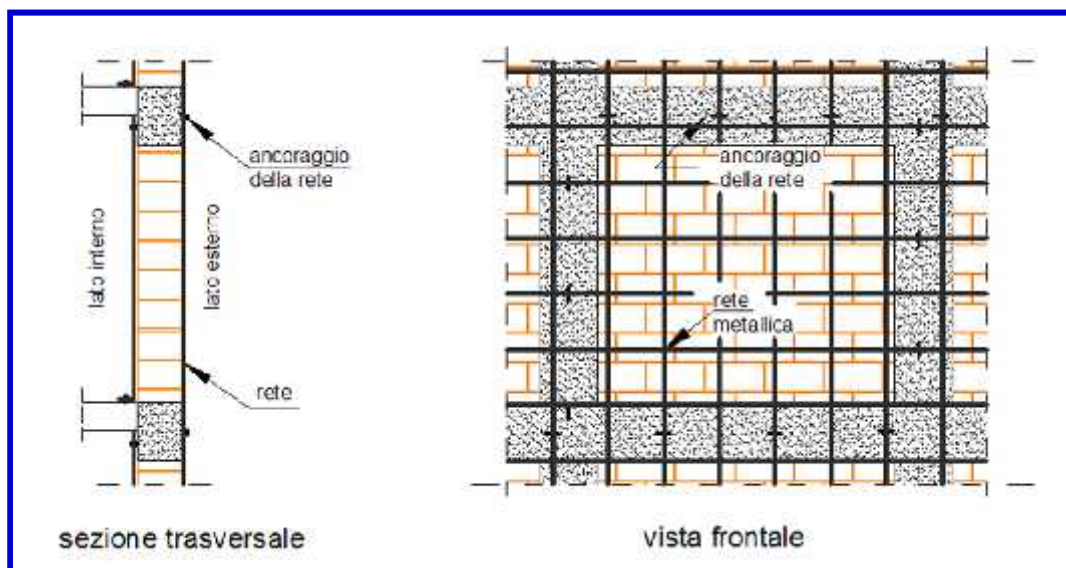 ancoraggio
della rete
lato interno
lato esterno
rete
sezione trasversale
ancoraggio
della rete
rete
metallica
vista frontale